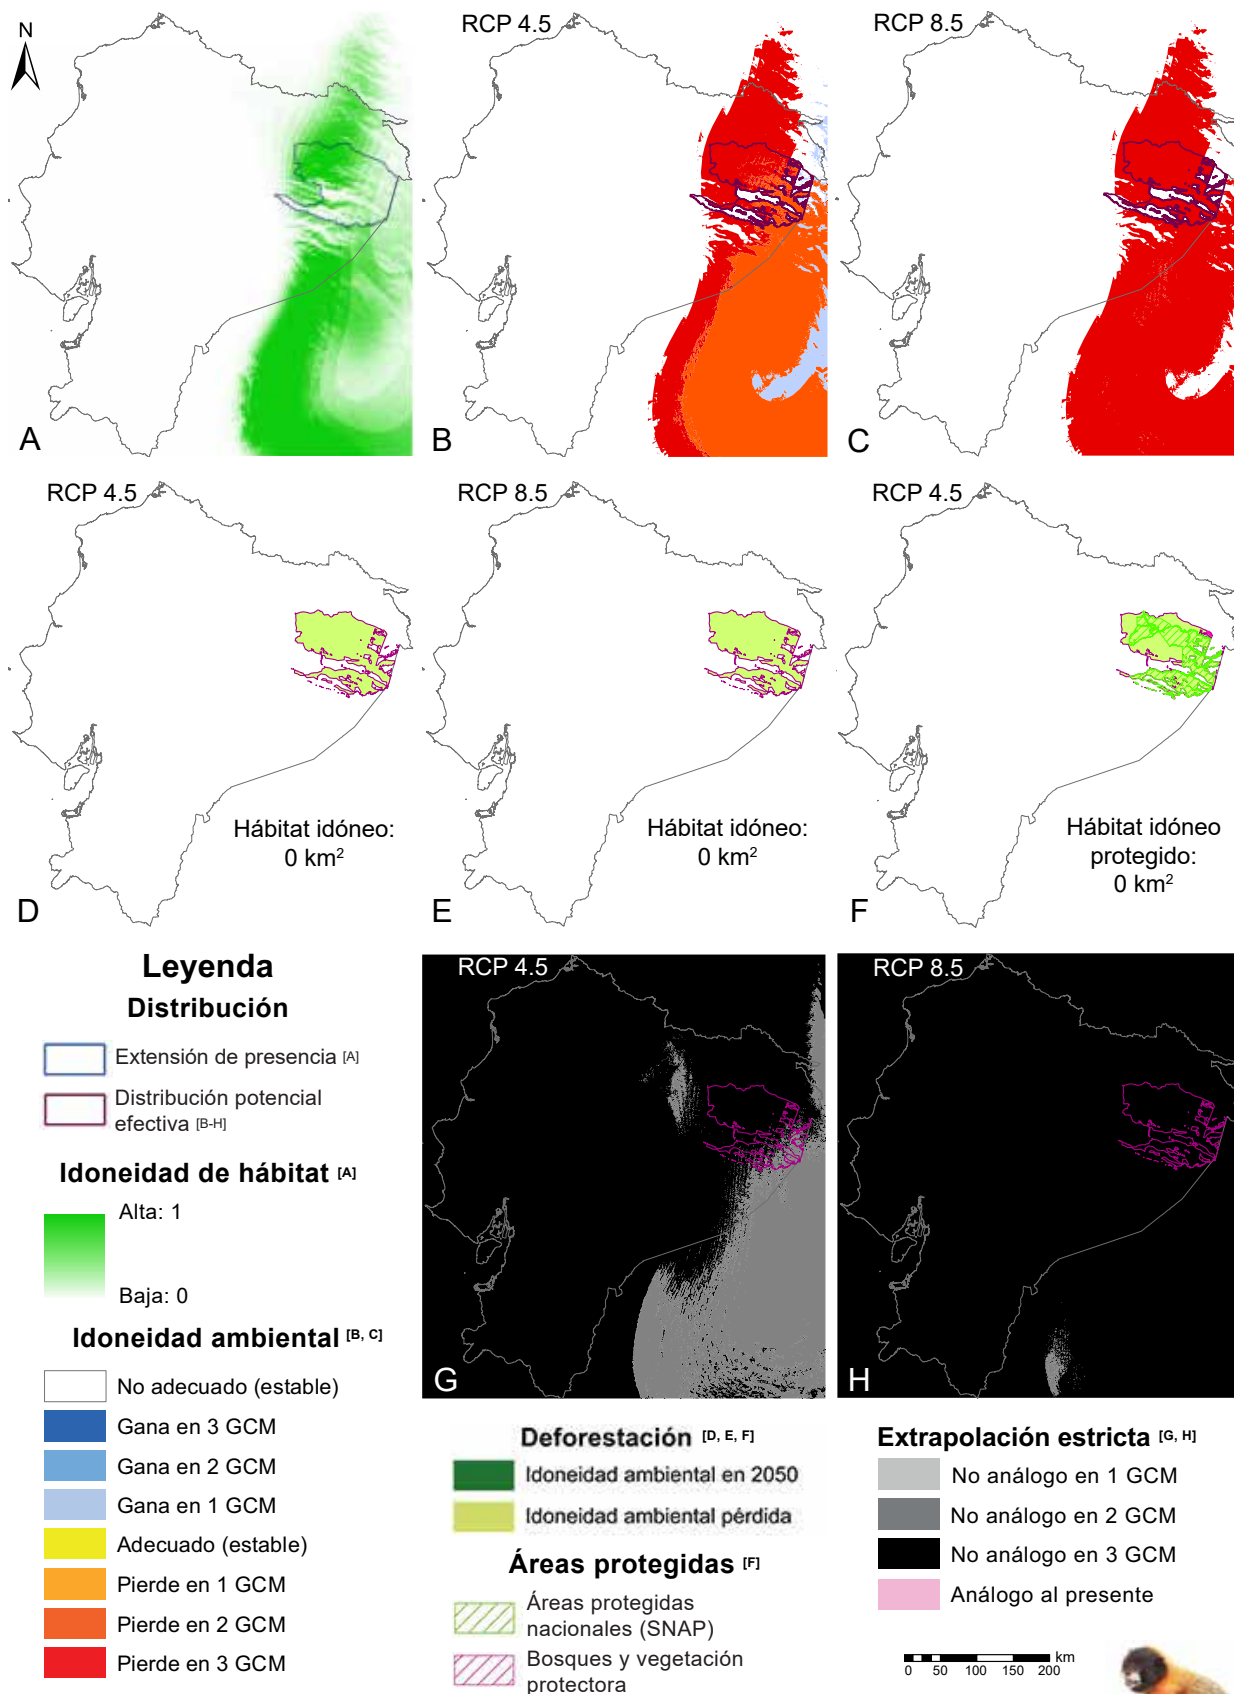 N
RCP 4.5
RCP 8.5
A
B
C
RCP 4.5
RCP 8.5
RCP 4.5
Hábitat idóneo:
0 km²
Hábitat idóneo:
0 km²
Hábitat idóneo
protegido:
0 km²
D
E
F
Leyenda
Distribución
Extensión de presencia [A]
Distribución potencial
efectiva [B-H]
Idoneidad de hábitat [A]
Alta: 1
Baja: 0
Idoneidad ambiental [B, C]
No adecuado (estable)
Gana en 3 GCM
Gana en 2 GCM
Gana en 1 GCM
Adecuado (estable)
Pierde en 1 GCM
Pierde en 2 GCM
Pierde en 3 GCM
RCP 4.5
RCP 8.5
G
H
Deforestación [D, E, F]
Idoneidad ambiental en 2050
Idoneidad ambiental pérdida
Áreas protegidas [F]
Áreas protegidas
nacionales (SNAP)
Bosques y vegetación
protectora
Extrapolación estricta [G, H]
No análogo en 1 GCM
No análogo en 2 GCM
No análogo en 3 GCM
Análogo al presente
km
0 50 100 150 200